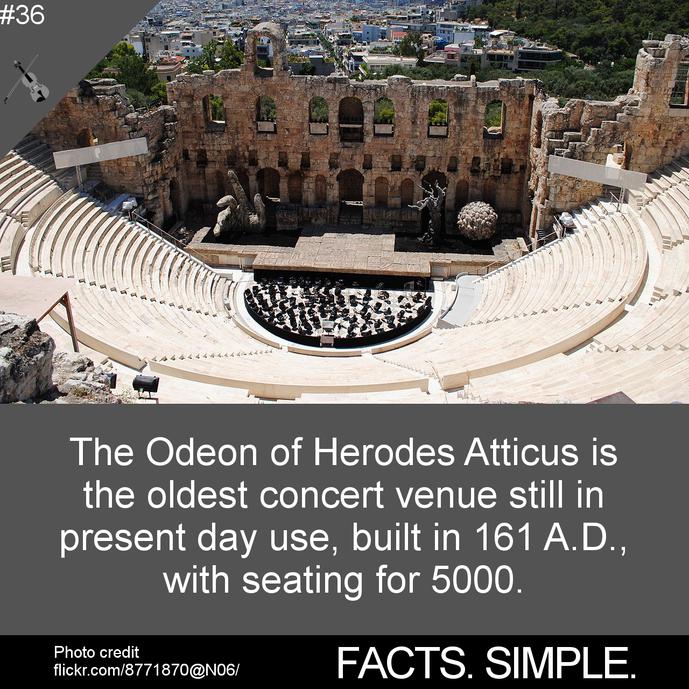 #36
The Odeon of Herodes Atticus is
the oldest concert venue still in
present day use, built in 161 A.D.,
with seating for 5000.
Photo credit
flickr.com/8771870@N06/
FACTS. SIMPLE.